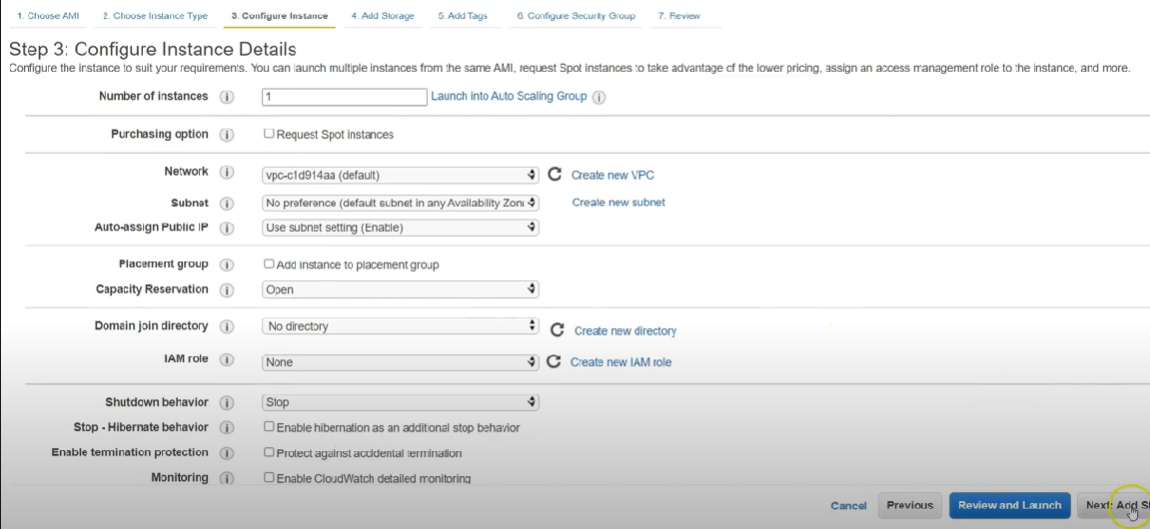 1. Choose AMI 2. Choose Instance Type 3. Configure Instance 4. Add Storage 5. Add Tags 6. Configure Security Group 7. Review
Step 3: Configure Instance Details
Configure the instance to suit your requirements. You can launch multiple instances from the same AMI, request Spot instances to take advantage of the lower pricing, assign an access management role to the instance, and more.
Number of instances i 1 Launch into Auto Scaling Group i
Purchasing option i Request Spot instances
Network i vpc-c1d914aa (default) Create new VPC
Subnet i No preference (default subnet in any Availability Zon Create new subnet
Auto-assign Public IP i Use subnet setting (Enable)
Placement group i Add instance to placement group
Capacity Reservation i Open
Domain join directory i No directory Create new directory
IAM role i None Create new IAM role
Shutdown behavior i Stop
Stop - Hibernate behavior i Enable hibernation as an additional stop behavior
Enable termination protection i Protect against accidental termination
Monitoring i Enable CloudWatch detailed monitoring
Cancel Previous Review and Launch Next: Add S